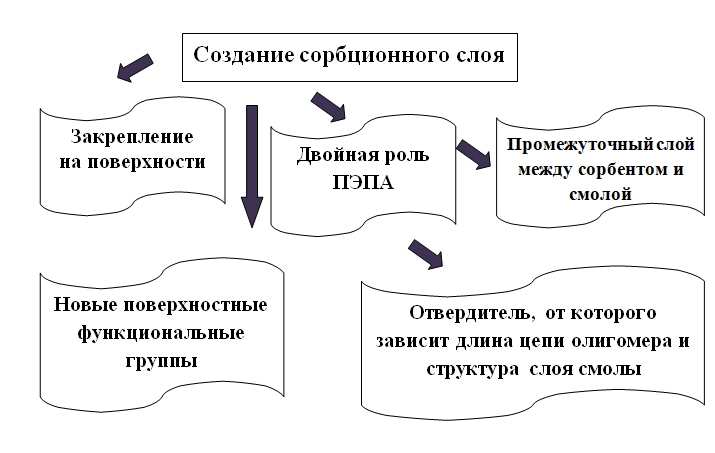 Создание сорбционного слоя
Закрепление
на поверхности
Двойная роль
ПЭПА
Промежуточный слой
между сорбентом и
смолой
Новые поверхностные
функциональные
группы
Отвердитель, от которого
зависит длина цепи олигомера и
структура слоя смолы